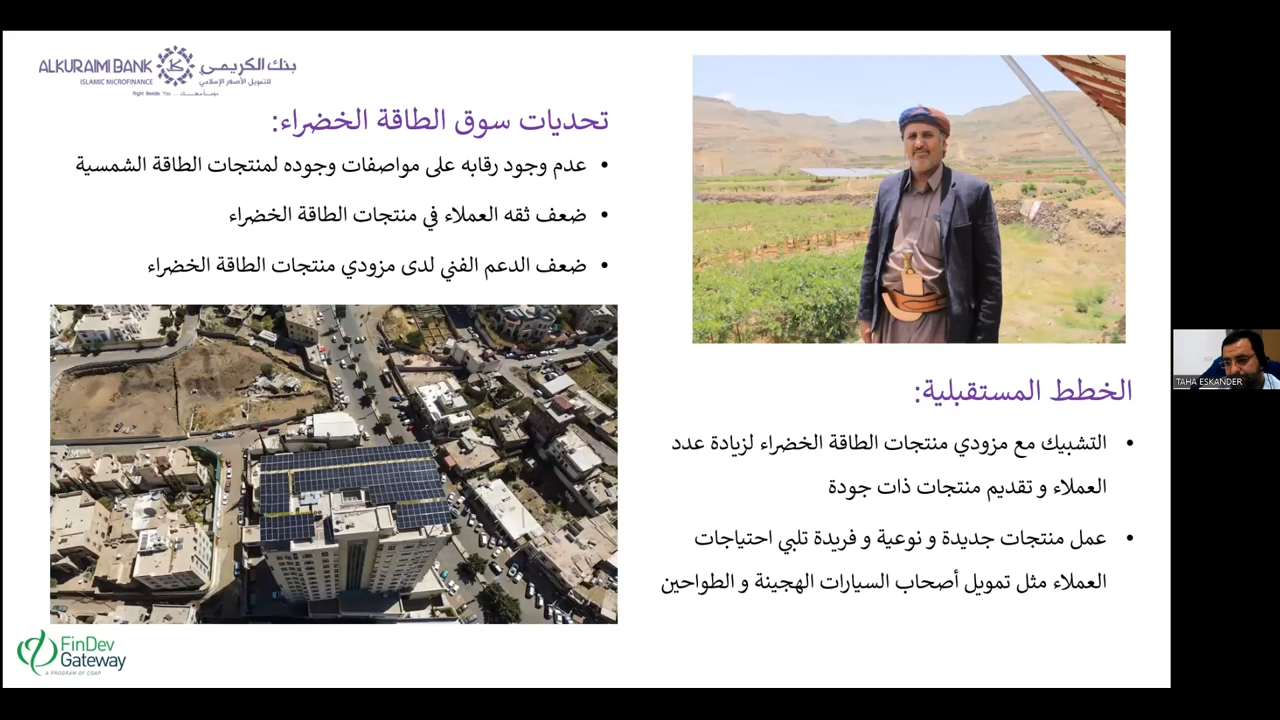 ALKURAIMI BANK
ISLAMIC MICROFINANCE
Right Beside You ...
بنك الكريمي
للتمويل الأصغر الإسلامي
تحديات سوق الطاقة الخضراء:
• عدم وجود رقابه على مواصفات وجوده لمنتجات الطاقة الشمسية
• ضعف ثقه العملاء في منتجات الطاقة الخضراء
• ضعف الدعم الفني لدى مزودي منتجات الطاقة الخضراء
الخطط المستقبلية:
• التشبيك مع مزودي منتجات الطاقة الخضراء لزيادة عدد
العملاء و تقديم منتجات ذات جودة
• عمل منتجات جديدة و نوعية و فريدة تلبي احتياجات
العملاء مثل تمويل أصحاب السيارات الهجينة و الطواحين
TAHA ESKANDER
FinDev
Gateway
A PROGRAM OF CGAP